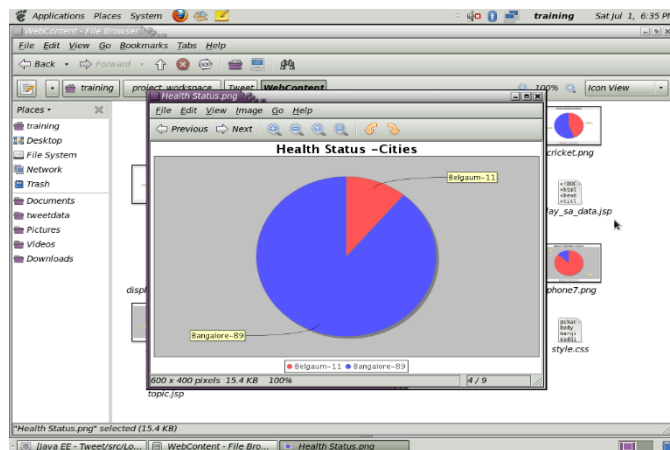 Applications Places System
training Sat Jul 1, 6:35 PM
WebContent - File Browser
File Edit View Go Bookmarks Tabs Help
Back Forward
training project_workspace Tweet WebContent 100% Icon View
Places
training
Desktop
File System
Network
Trash
Documents
tweetdata
Pictures
Videos
Downloads
Health Status.png
File Edit View Image Go Help
Previous Next
Health Status -Cities
Belgaum-11
Bangalore-89
Belgaum-11 Bangalore-89
600 x 400 pixels 15.4 KB 100% 4 / 9
cricket.png
lay_sa_data.jsp
phone7.png
style.css
displ
topic.jsp
"Health Status.png" selected (15.4 KB)
[Java EE - Tweet/src/Lo... WebContent - File Bro... Health Status.png